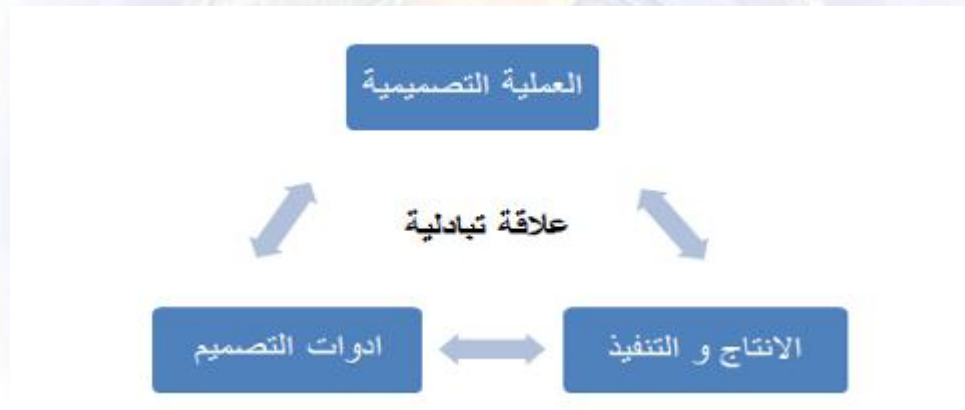 العملية التصميمية
علاقة تبادلية
الانتاج و التنفيذ
ادوات التصميم